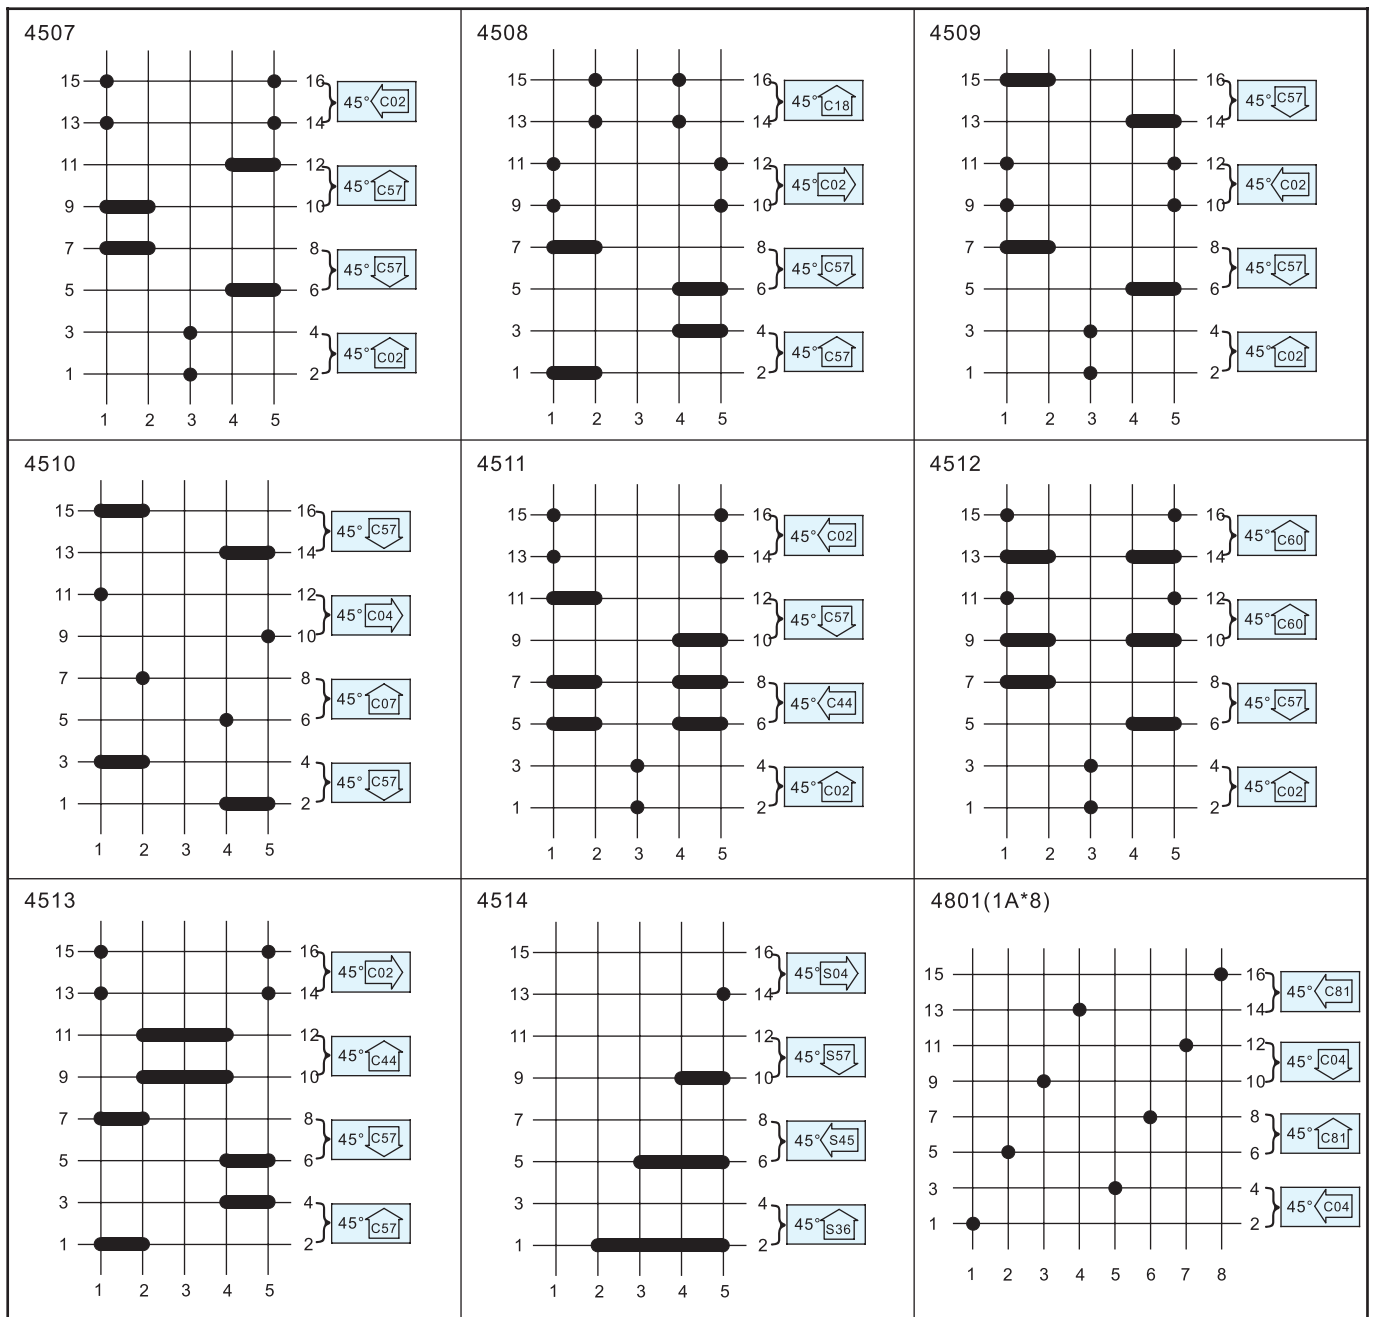 4507
15 16
45° C02
13 14
11 12
45° C57
9 10
7 8
45° C57
5 6
3 4
45° C02
1 2
1 2 3 4 5
4508
15 16
45° C18
13 14
11 12
45° C02
9 10
7 8
45° C57
5 6
3 4
45° C57
1 2
1 2 3 4 5
4509
15 16
45° C57
13 14
11 12
45° C02
9 10
7 8
45° C57
5 6
3 4
45° C02
1 2
1 2 3 4 5
4510
15 16
45° C57
13 14
11 12
45° C04
9 10
7 8
45° C07
5 6
3 4
45° C57
1 2
1 2 3 4 5
4511
15 16
45° C02
13 14
11 12
45° C57
9 10
7 8
45° C44
5 6
3 4
45° C02
1 2
1 2 3 4 5
4512
15 16
45° C60
13 14
11 12
45° C60
9 10
7 8
45° C57
5 6
3 4
45° C02
1 2
1 2 3 4 5
4513
15 16
45° C02
13 14
11 12
45° C44
9 10
7 8
45° C57
5 6
3 4
45° C57
1 2
1 2 3 4 5
4514
15 16
45° S04
13 14
11 12
45° S57
9 10
7 8
45° S45
5 6
3 4
45° S36
1 2
1 2 3 4 5
4801(1A*8)
15 16
45° C81
13 14
11 12
45° C04
9 10
7 8
45° C81
5 6
3 4
45° C04
1 2
1 2 3 4 5 6 7 8